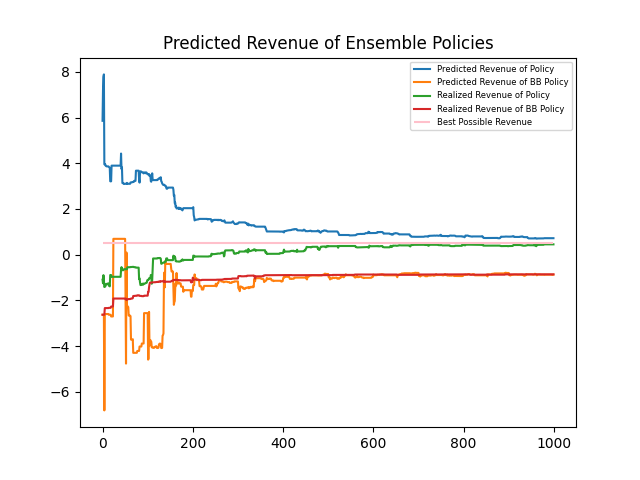 Predicted Revenue of Ensemble Policies
Predicted Revenue of Policy
Predicted Revenue of BB Policy
Realized Revenue of Policy
Realized Revenue of BB Policy
Best Possible Revenue
8
6
4
2
0
−2
−4
−6
0 200 400 600 800 1000